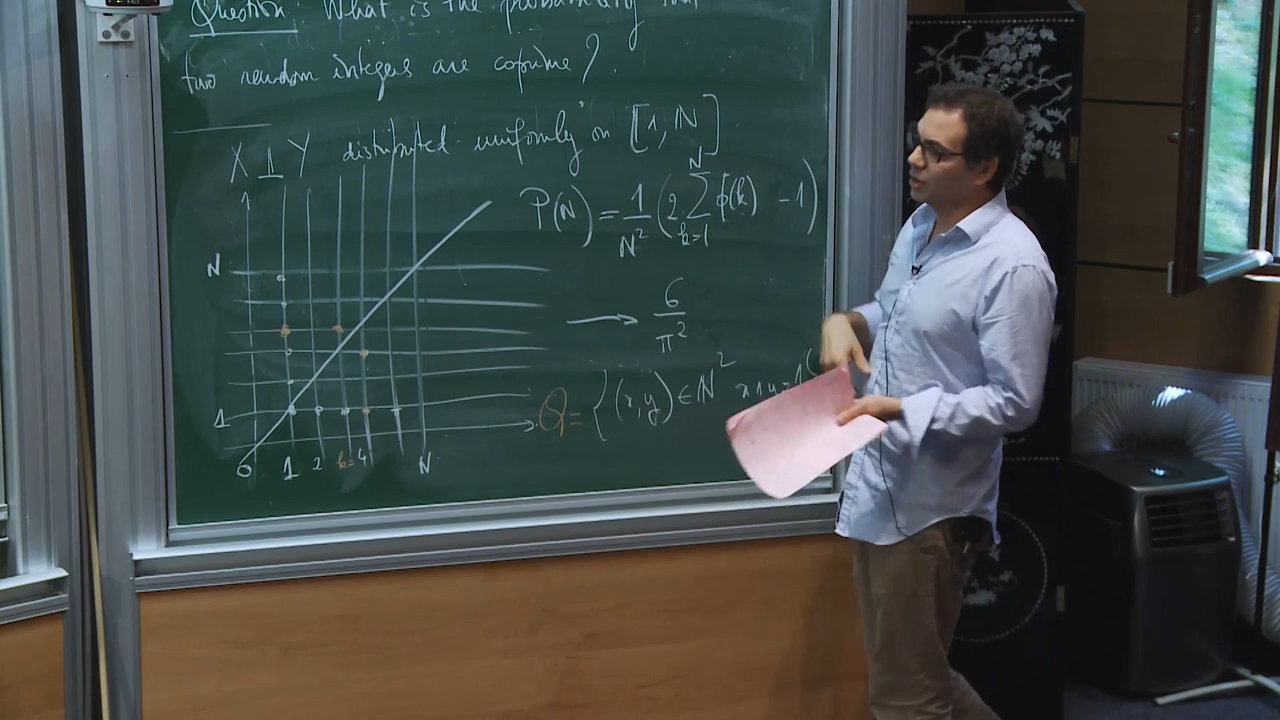 Question: What is the probability that
two random integers are coprime?
X ⊥ Y distributed uniformly on [1, N]
P(N) = 1/N² (2 ∑_{k=1}^{N} ϕ(k) - 1)
N
→ 6/π²
Q = {(x,y) ∈ N² x∧y=1
1
0 1 2 k= 4 N